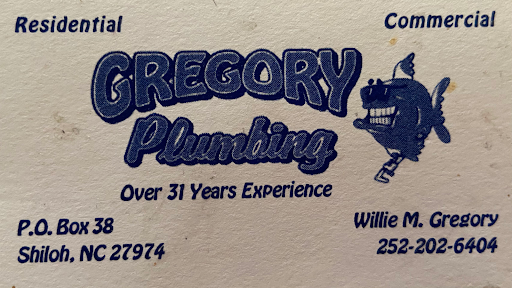 Residential
Commercial
GREGORY
Plumbing
Over 31 Years Experience
P.O. Box 38
Shiloh, NC 27974
Willie M. Gregory
252-202-6404